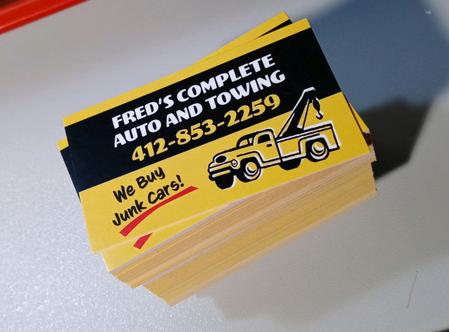 FRED'S COMPLETE
AUTO AND TOWING
412-853-2259
We Buy
Junk Cars!